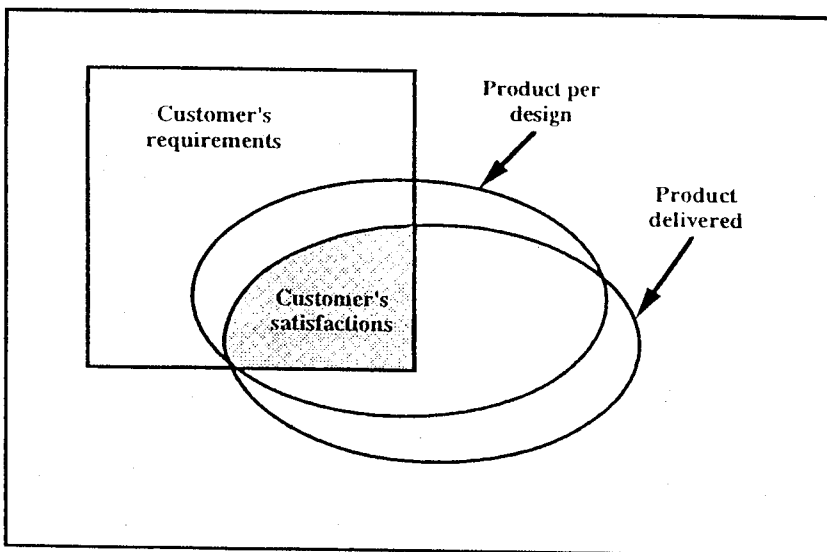 Customer's
requirements
Product per
design
Product
delivered
Customer's
satisfactions